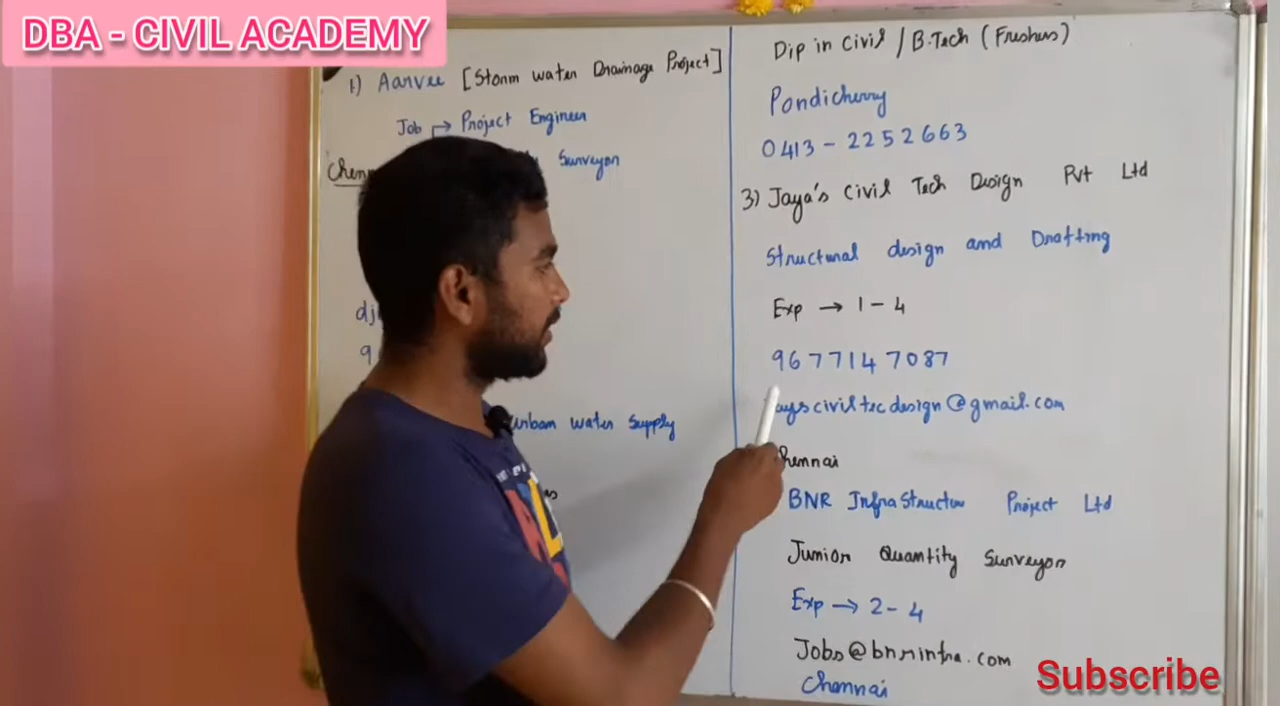 DBA - CIVIL ACADEMY
1) Aarvee [Storm water Drainage Project]
Job → Project Engineer
Surveyor
urban water Supply
Dip in Civil / B.Tech (Freshers)
Pondicherry
0413 - 2252663
3) Jaya's Civil Tech Design Pvt Ltd
Structural design and Drafting
Exp → 1 - 4
9677147087
aysciviltecdesign@gmail.com
hennai
BNR Infrastructure Project Ltd
Junior Quantity Surveyor
Exp → 2 - 4
Jobs@bnrinfra.com
Chennai
Subscribe